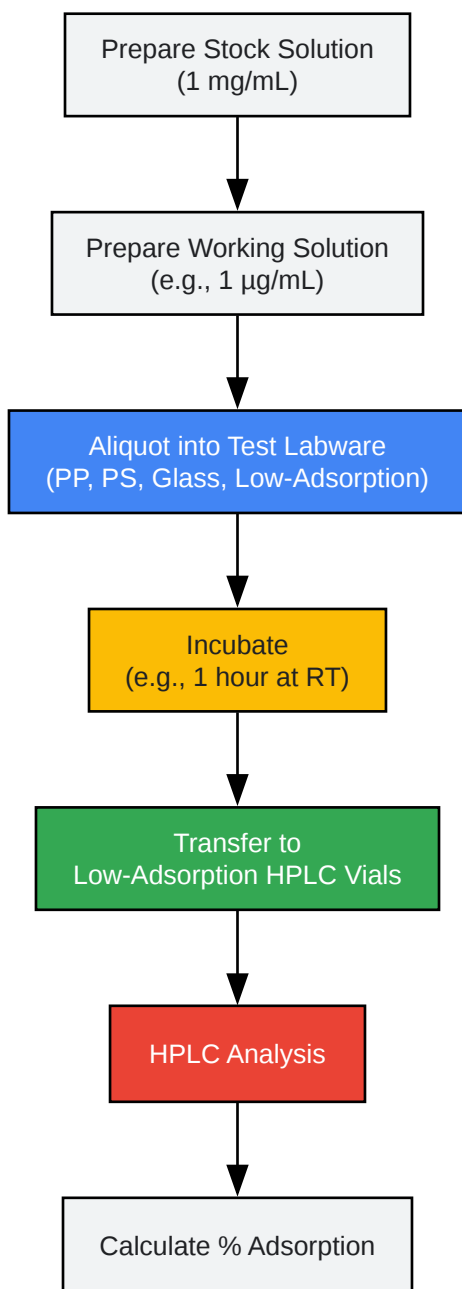 Prepare Stock Solution
(1 mg/mL)
Prepare Working Solution
(e.g., 1 µg/mL)
Aliquot into Test Labware
(PP, PS, Glass, Low-Adsorption)
Incubate
(e.g., 1 hour at RT)
Transfer to
Low-Adsorption HPLC Vials
HPLC Analysis
Calculate % Adsorption